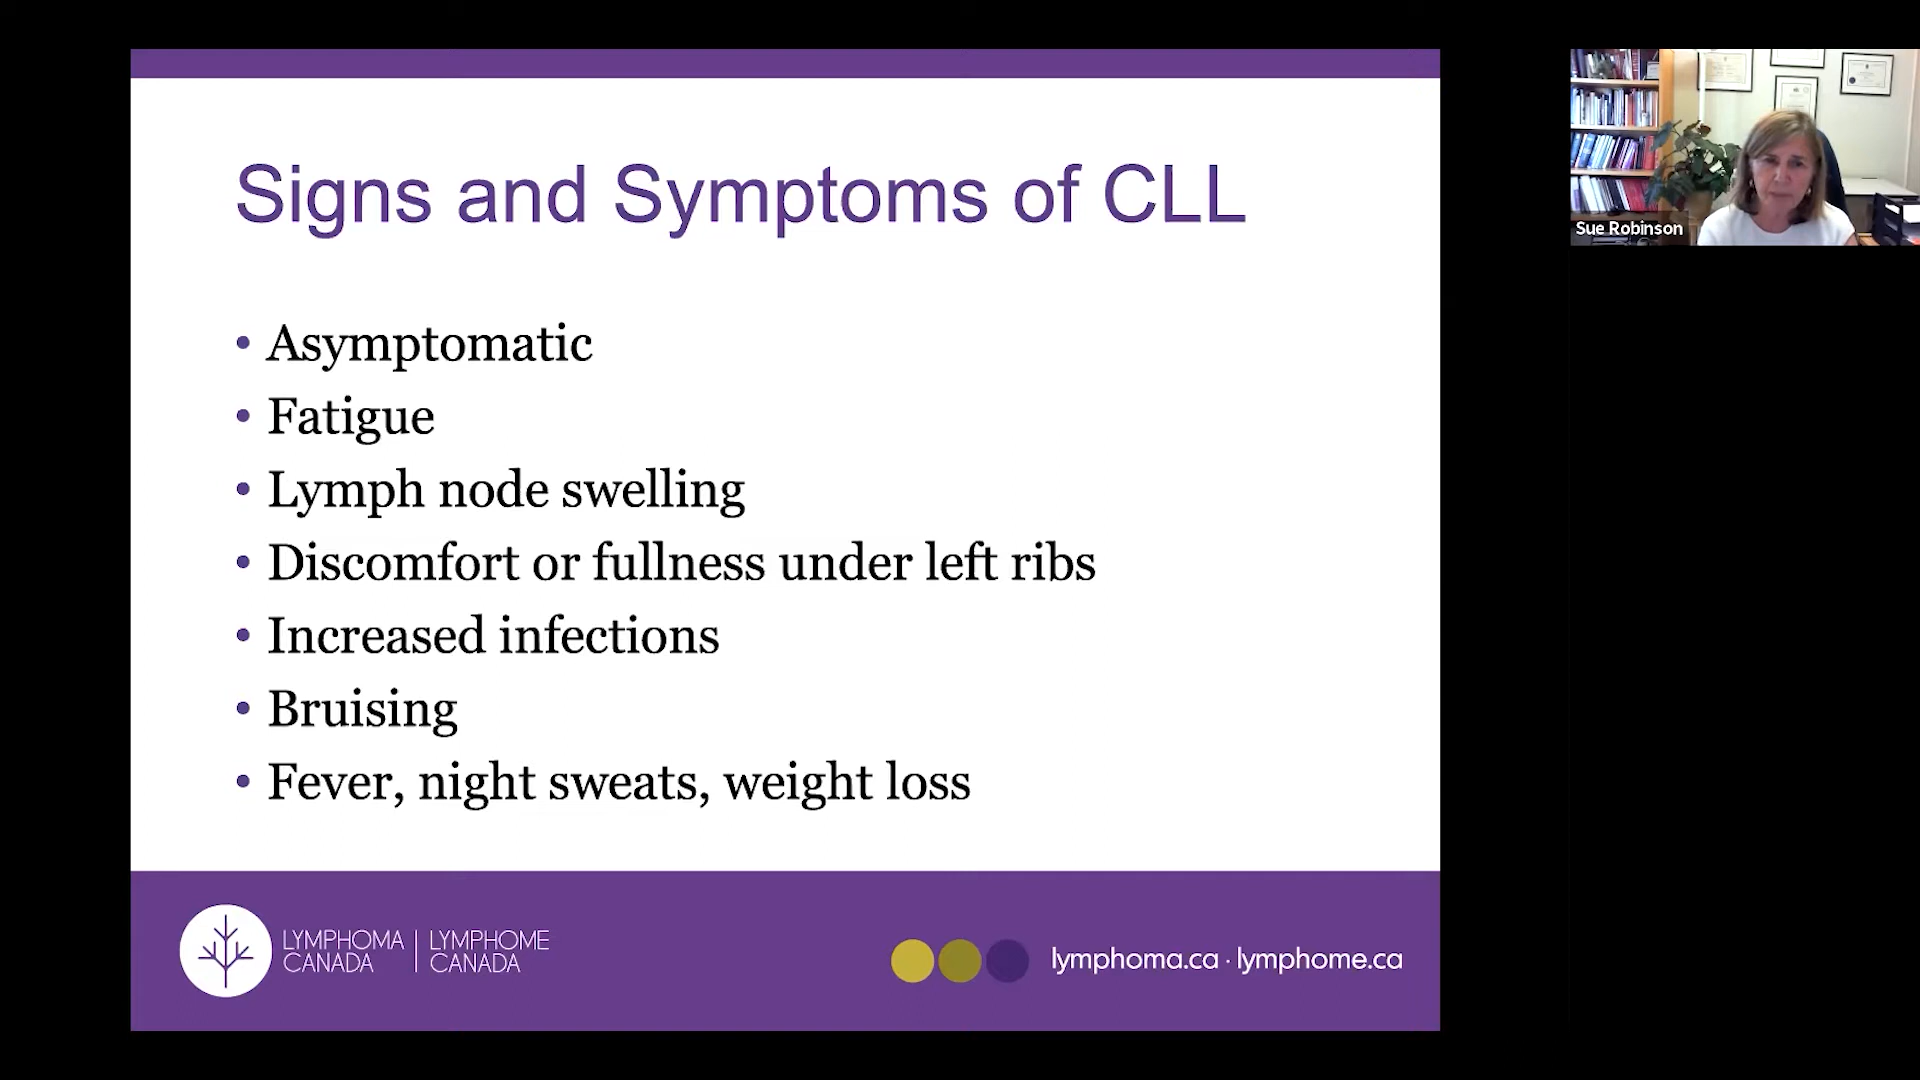 Signs and Symptoms of CLL
• Asymptomatic
• Fatigue
• Lymph node swelling
• Discomfort or fullness under left ribs
• Increased infections
• Bruising
• Fever, night sweats, weight loss
LYMPHOMA | LYMPHOME
CANADA | CANADA
lymphoma.ca · lymphome.ca
Sue Robinson